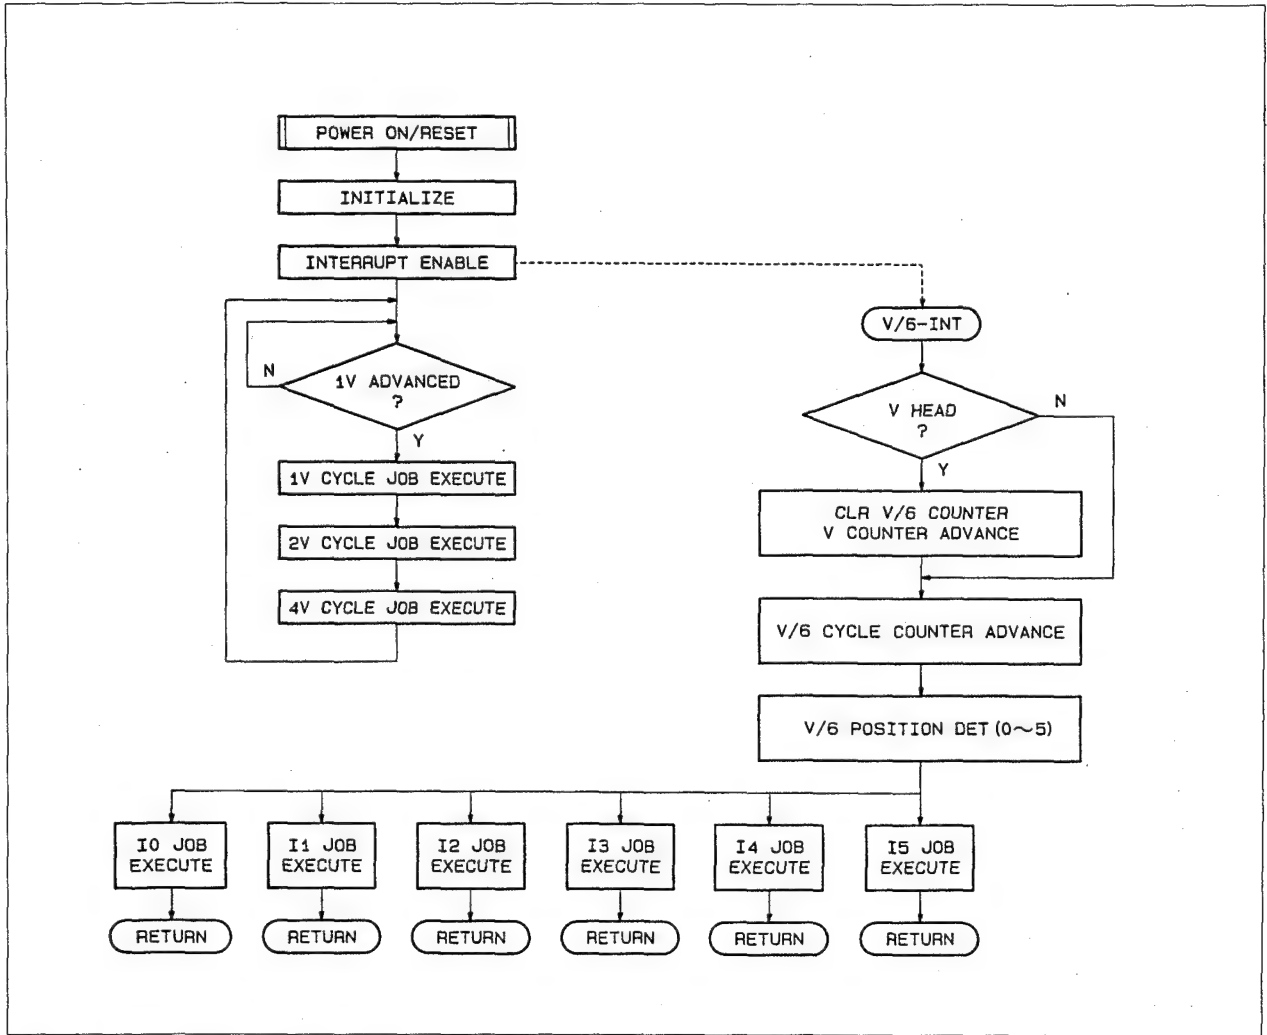 POWER ON/RESET
INITIALIZE
INTERRUPT ENABLE
V/6-INT
N
1V ADVANCED
?
Y
1V CYCLE JOB EXECUTE
2V CYCLE JOB EXECUTE
4V CYCLE JOB EXECUTE
V HEAD
?
N
Y
CLR V/6 COUNTER
V COUNTER ADVANCE
V/6 CYCLE COUNTER ADVANCE
V/6 POSITION DET (0～5)
I0 JOB
EXECUTE
I1 JOB
EXECUTE
I2 JOB
EXECUTE
I3 JOB
EXECUTE
I4 JOB
EXECUTE
I5 JOB
EXECUTE
RETURN
RETURN
RETURN
RETURN
RETURN
RETURN